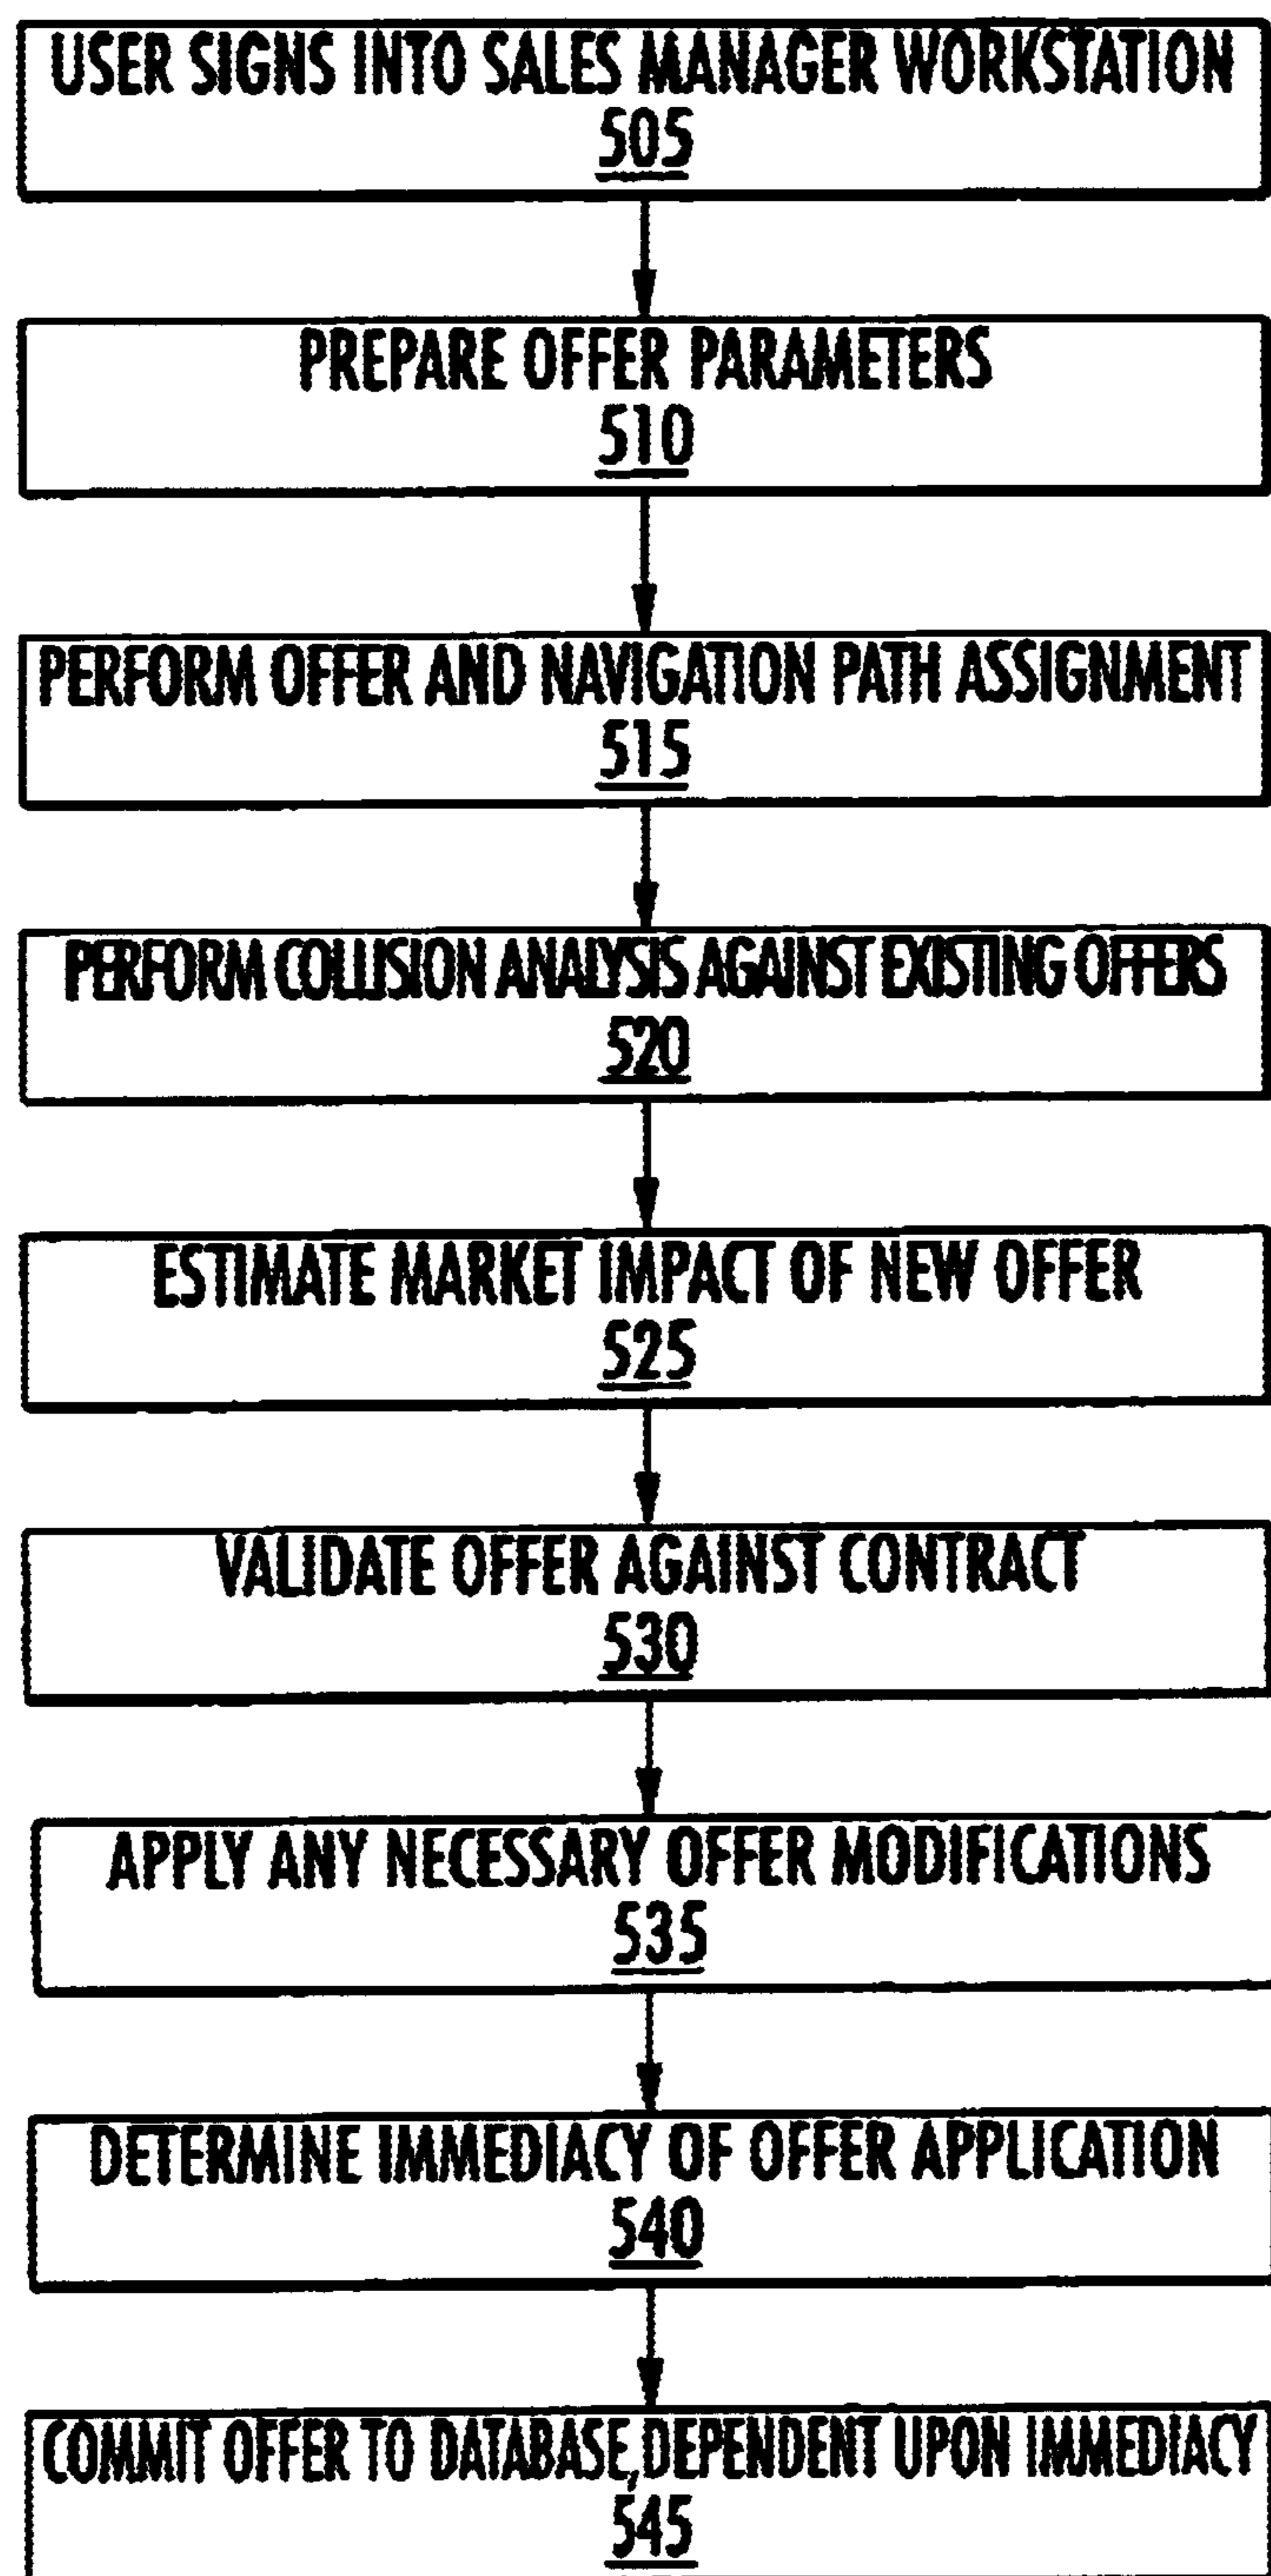 USER SIGNS INTO SALES MANAGER WORKSTATION
505
PREPARE OFFER PARAMETERS
510
PERFORM OFFER AND NAVIGATION PATH ASSIGNMENT
515
PERFORM COLLISION ANALYSIS AGAINST EXISTING OFFERS
520
ESTIMATE MARKET IMPACT OF NEW OFFER
525
VALIDATE OFFER AGAINST CONTRACT
530
APPLY ANY NECESSARY OFFER MODIFICATIONS
535
DETERMINE IMMEDIACY OF OFFER APPLICATION
540
COMMIT OFFER TO DATABASE, DEPENDENT UPON IMMEDIACY
545